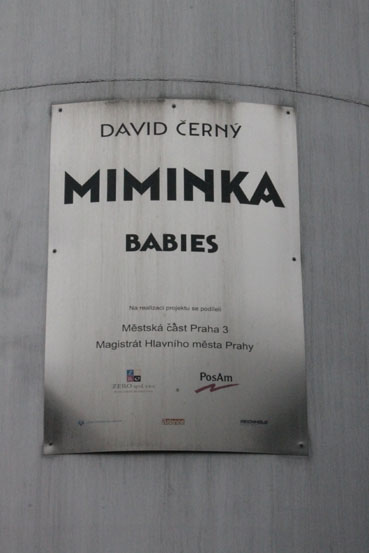 DAVID ČERNÝ
MIMINKA
BABIES
Na realizaci projektu se podíleli
Městská část Praha 3
Magistrát Hlavního města Prahy
PosAm